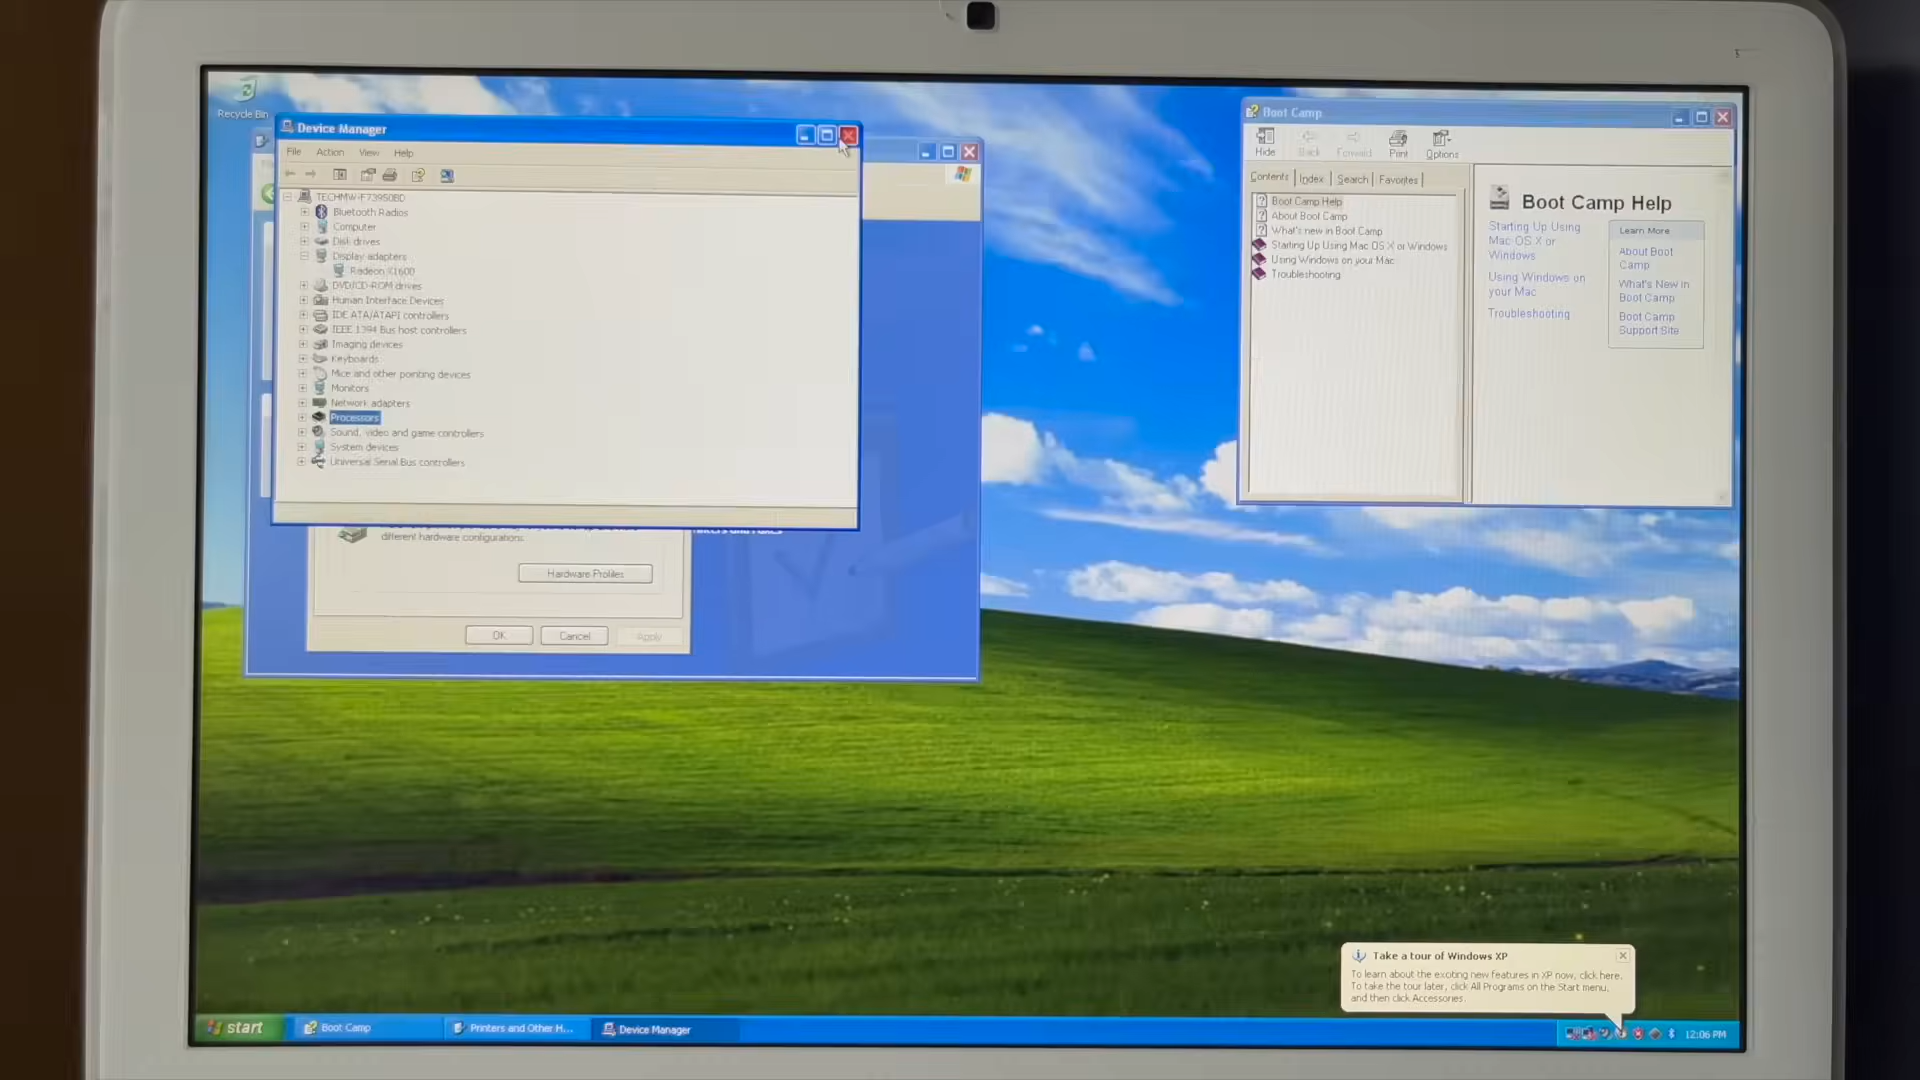 Recycle Bin
Device Manager
File Action View Help
Bluetooth Radios
Computer
Disk drives
Display adapters
Radeon X1600
DVD/CD-ROM drives
Human Interface Devices
IDE ATA/ATAPI controllers
IEEE 1394 Bus host controllers
Imaging devices
Keyboards
Mice and other pointing devices
Monitors
Network adapters
Processors
Sound, video and game controllers
System devices
Universal Serial Bus controllers
different hardware configurations.
Hardware Profiles
OK Cancel Apply
Boot Camp
Hide Back Forward Print Options
Contents Index Search Favorites
Boot Camp Help
About Boot Camp
What's new in Boot Camp
Starting Up Using Mac OS X or Windows
Using Windows on your Mac
Troubleshooting
Boot Camp Help
Starting Up Using
Mac OS X or
Windows
Using Windows on
your Mac
Troubleshooting
Learn More
About Boot
Camp
What's New in
Boot Camp
Boot Camp
Support Site
Take a tour of Windows XP
To learn about the exciting new features in XP now, click here.
To take the tour later, click All Programs on the Start menu,
and then click Accessories.
start
Boot Camp
Printers and Other H...
Device Manager
12:06 PM